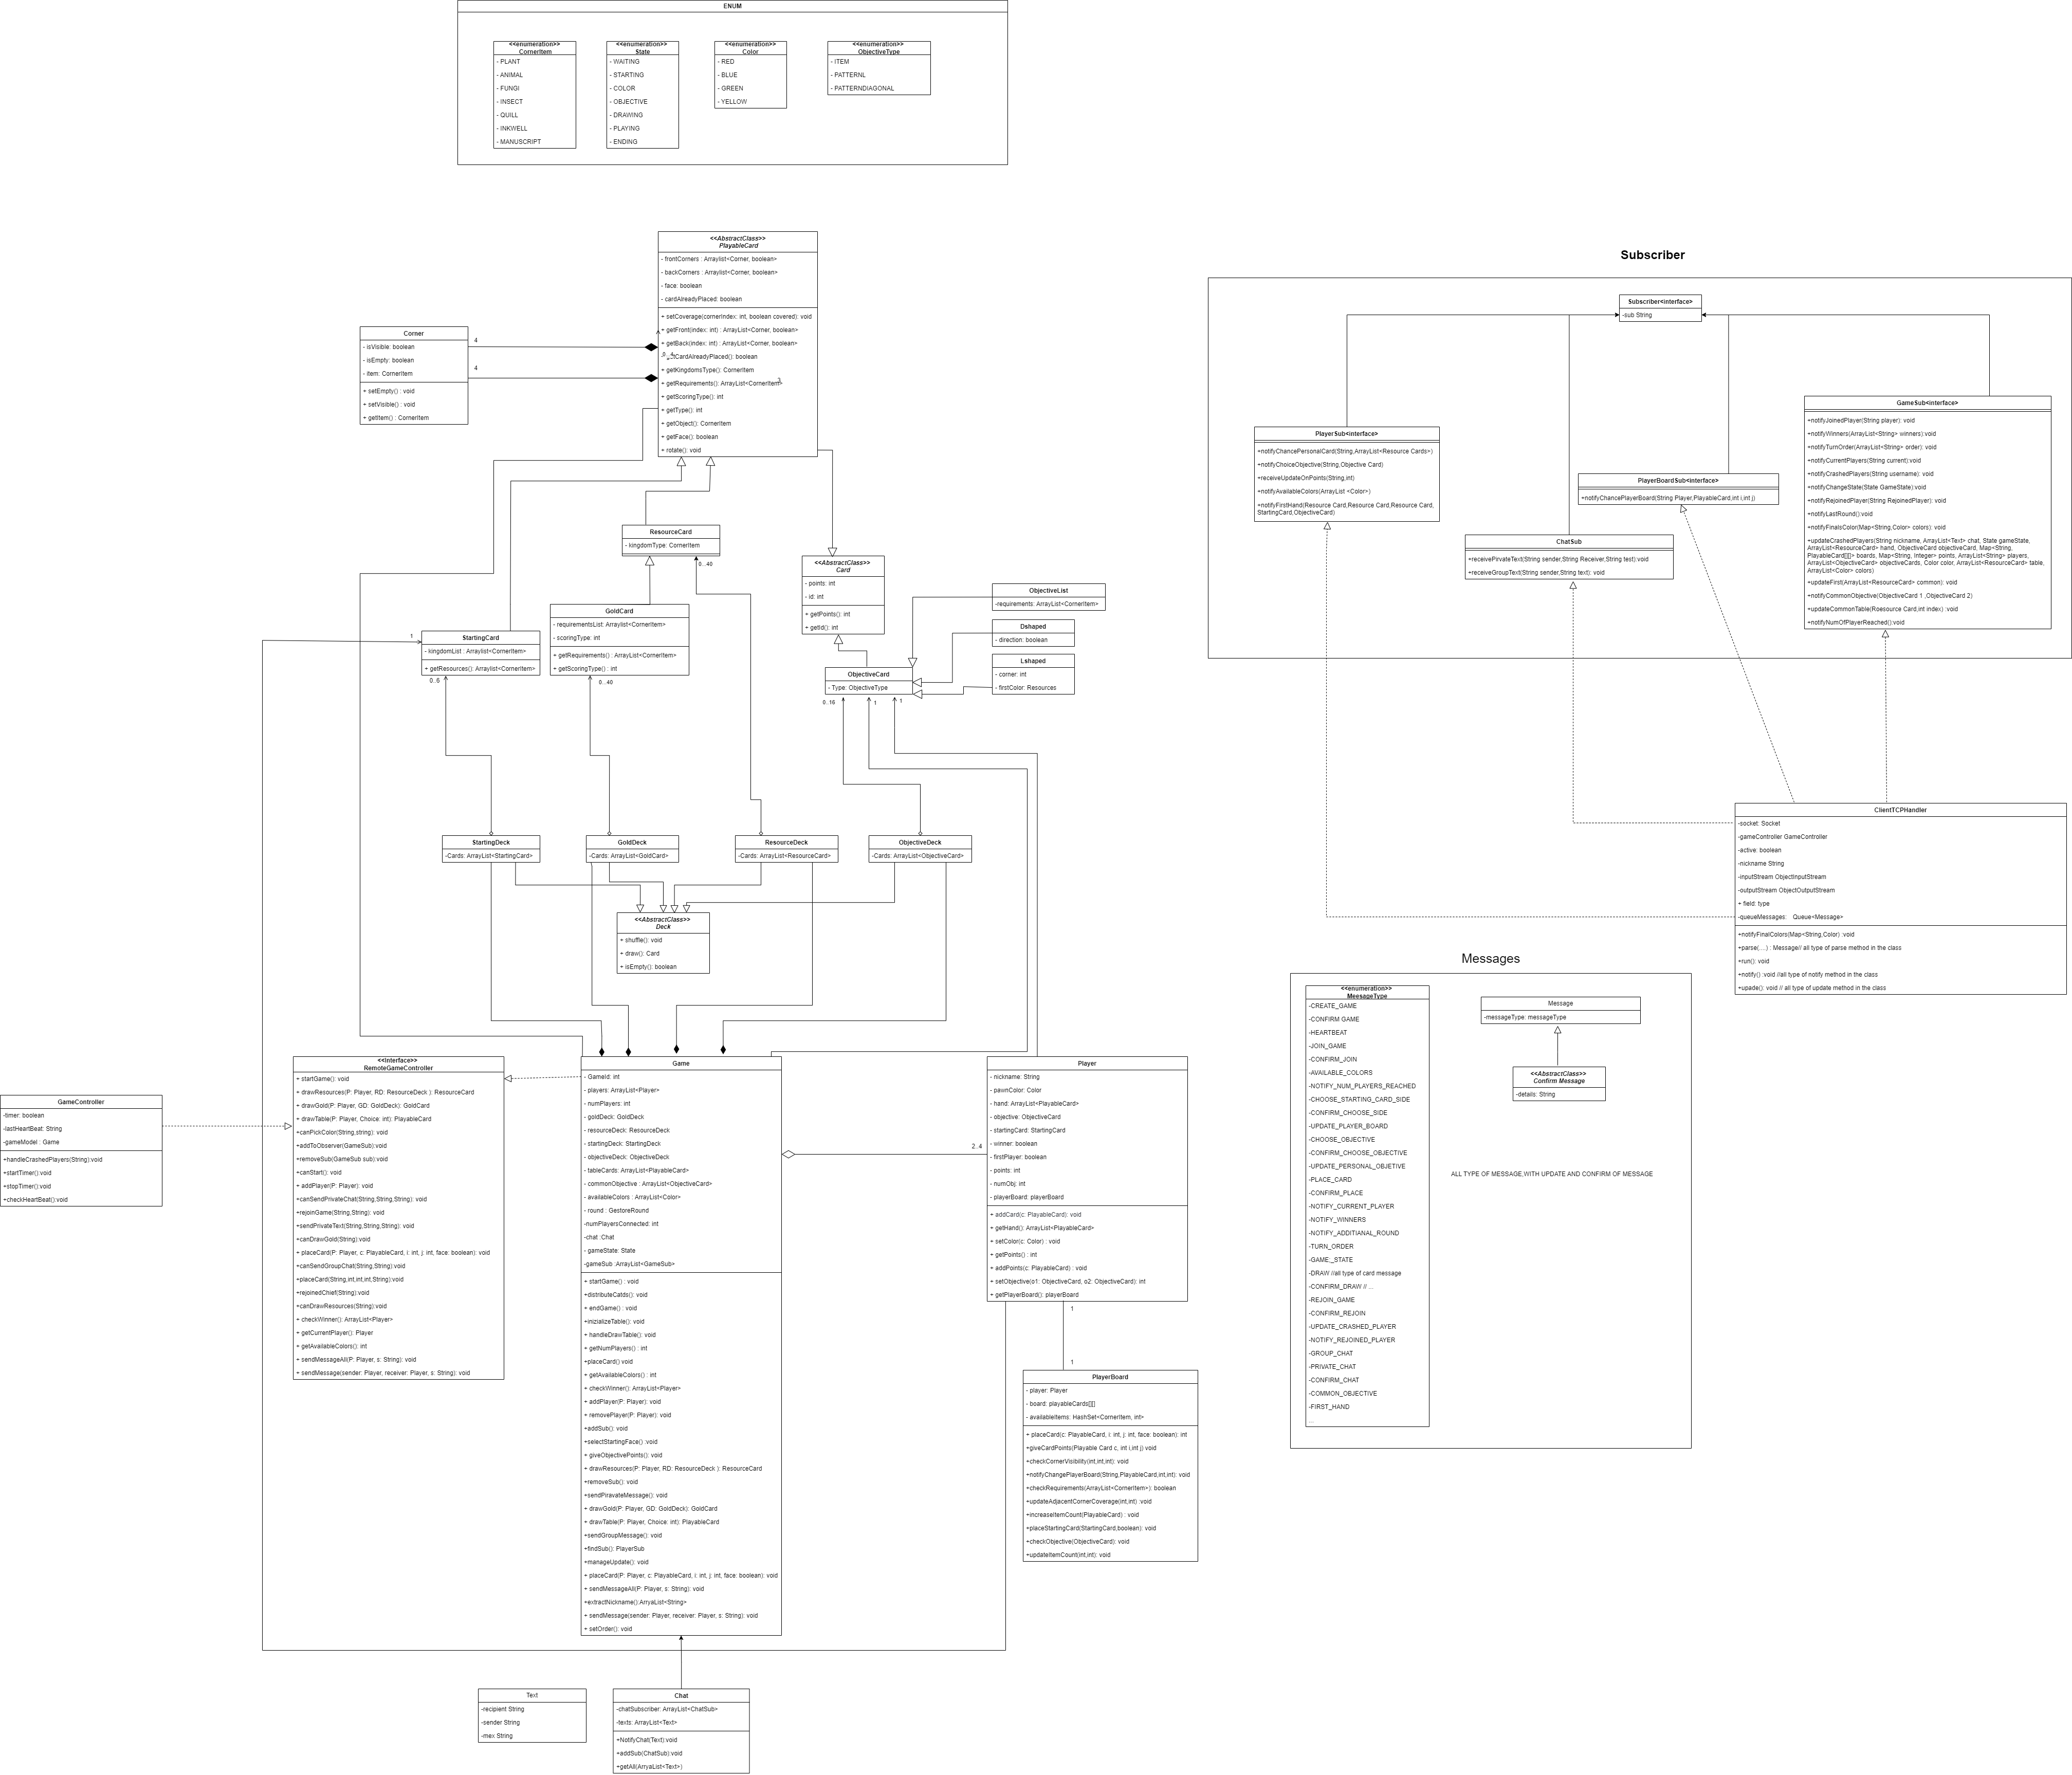 ENUM
<<enumeration>>
CornerItem
- PLANT
- ANIMAL
- FUNGI
- INSECT
- QUILL
- INKWELL
- MANUSCRIPT
<<enumeration>>
State
- WAITING
- STARTING
- COLOR
- OBJECTIVE
- DRAWING
- PLAYING
- ENDING
<<enumeration>>
Color
- RED
- BLUE
- GREEN
- YELLOW
<<enumeration>>
ObjectiveType
- ITEM
- PATTERNL
- PATTERNDIAGONAL
<<AbstractClass>>
PlayableCard
- frontCorners : Arraylist<Corner, boolean>
- backCorners : Arraylist<Corner, boolean>
- face: boolean
- cardAlreadyPlaced: boolean
+ setCoverage(cornerIndex: int, boolean covered): void
+ getFront(index: int) : ArrayList<Corner, boolean>
+ getBack(index: int) : ArrayList<Corner, boolean>
CardAlreadyPlaced(): boolean
+ getKingdomsType(): CornerItem
+ getRequirements(): ArrayList<CornerItem>
+ getScoringType(): int
+ getType(): int
+ getObject(): CornerItem
+ getFace(): boolean
+ rotate(): void
Corner
- isVisible: boolean
- isEmpty: boolean
- item: CornerItem
+ setEmpty() : void
+ setVisible() : void
+ getItem() : CornerItem
4
4
ResourceCard
- kingdomType: CornerItem
0..40
<<AbstractClass>>
Card
- points: int
- id: int
+ getPoints(): int
+ getId(): int
GoldCard
- requirementsList: Arraylist<CornerItem>
- scoringType: int
+ getRequirements() : ArrayList<CornerItem>
+ getScoringType() : int
0..40
StartingCard
- kingdomList : Arraylist<CornerItem>
+ getResources(): Arraylist<CornerItem>
1
0..6
ObjectiveCard
- Type: ObjectiveType
0..16
1
1
ObjectiveList
-requirements: ArrayList<CornerItem>
Dshaped
- direction: boolean
Lshaped
- corner: int
- firstColor: Resources
StartingDeck
-Cards: ArrayList<StartingCard>
GoldDeck
-Cards: ArrayList<GoldCard>
ResourceDeck
-Cards: ArrayList<ResourceCard>
ObjectiveDeck
-Cards: ArrayList<ObjectiveCard>
<<AbstractClass>>
Deck
+ shuffle(): void
+ draw(): Card
+ isEmpty(): boolean
GameController
-timer: boolean
-lastHeartBeat: String
-gameModel : Game
+handleCrashedPlayers(String):void
+startTimer():void
+stopTimer():void
+checkHeartBeat():void
<<Interface>>
RemoteGameController
+ startGame(): void
+ drawResources(P: Player, RD: ResourceDeck ): ResourceCard
+ drawGold(P: Player, GD: GoldDeck): GoldCard
+ drawTable(P: Player, Choice: int): PlayableCard
+canPickColor(String,string): void
+addToObserver(GameSub):void
+removeSub(GameSub sub):void
+canStart(): void
+ addPlayer(P: Player): void
+canSendPrivateChat(String,String,String): void
+rejoinGame(String,String): void
+sendPrivateText(String,String,String): void
+canDrawGold(String):void
+ placeCard(P: Player, c: PlayableCard, i: int, j: int, face: boolean): void
+canSendGroupChat(String,String):void
+placeCard(String,int,int,int,String):void
+rejoinedChief(String):void
+canDrawResources(String):void
+ checkWinner(): ArrayList<Player>
+ getCurrentPlayer(): Player
+ getAvailableColors(): int
+ sendMessageAll(P: Player, s: String): void
+ sendMessage(sender: Player, receiver: Player, s: String): void
Game
- GameId: int
- players: ArrayList<Player>
- numPlayers: int
- goldDeck: GoldDeck
- resourceDeck: ResourceDeck
- startingDeck: StartingDeck
- objectiveDeck: ObjectiveDeck
- tableCards: ArrayList<PlayableCard>
- commonObjective : ArrayList<ObjectiveCard>
- availableColors : ArrayList<Color>
- round : GestoreRound
-numPlayersConnected: int
-chat :Chat
- gameState: State
-gameSub :ArrayList<GameSub>
+ startGame() : void
+distributeCatds(): void
+ endGame() : void
+inizializeTable(): void
+ handleDrawTable(): void
+ getNumPlayers() : int
+placeCard() void
+ getAvailableColors() : int
+ checkWinner(): ArrayList<Player>
+ addPlayer(P: Player): void
+ removePlayer(P: Player): void
+addSub(): void
+selectStartingFace() :void
+ giveObjectivePoints(): void
+ drawResources(P: Player, RD: ResourceDeck ): ResourceCard
+removeSub(): void
+sendPiravateMessage(): void
+ drawGold(P: Player, GD: GoldDeck): GoldCard
+ drawTable(P: Player, Choice: int): PlayableCard
+sendGroupMessage(): void
+findSub(): PlayerSub
+manageUpdate(): void
+ placeCard(P: Player, c: PlayableCard, i: int, j: int, face: boolean): void
+ sendMessageAll(P: Player, s: String): void
+extractNickname():ArryaList<String>
+ sendMessage(sender: Player, receiver: Player, s: String): void
+ setOrder(): void
2..4
Player
- nickname: String
- pawnColor: Color
- hand: ArrayList<PlayableCard>
- objective: ObjectiveCard
- startingCard: StartingCard
- winner: boolean
- firstPlayer: boolean
- points: int
- numObj: int
- playerBoard: playerBoard
+ addCard(c: PlayableCard): void
+ getHand(): ArrayList<PlayableCard>
+ setColor(c: Color) : void
+ getPoints() : int
+ addPoints(c: PlayableCard) : void
+ setObjective(o1: ObjectiveCard, o2: ObjectiveCard): int
+ getPlayerBoard(): playerBoard
1
1
PlayerBoard
- player: Player
- board: playableCards[][]
- availableItems: HashSet<CornerItem, int>
+ placeCard(c: PlayableCard, i: int, j: int, face: boolean): int
+giveCardPoints(Playable Card c, int i,int j):void
+checkCornerVisibility(int,int,int): void
+notifyChangePlayerBoard(String,PlayableCard,int,int): void
+checkRequirements(ArrayList<CornerItem>): boolean
+updateAdjacentCornerCoverage(int,int) :void
+increaseItemCount(PlayableCard) : void
+placeStartingCard(StartingCard,boolean): void
+checkObjective(ObjectiveCard): void
+updateItemCount(int,int): void
Text
-recipient String
-sender String
-mex String
Chat
-chatSubscriber: ArrayList<ChatSub>
-texts: ArrayList<Text>
+NotifyChat(Text):void
+addSub(ChatSub):void
+getAll(ArryaList<Text>)
Subscriber
Subscriber<interface>
-sub String
PlayerSub<interface>
+notifyChancePersonalCard(String,ArrayList<Resource Cards>)
+notifyChoiceObjective(String,Objective Card)
+receiveUpdateOnPoints(String,int)
+notifyAvailableColors(ArrayList <Color>)
+notifyFirstHand(Resource Card,Resource Card,Resource Card,
StartingCard,ObjectiveCard)
ChatSub
+receivePirvateText(String sender,String Receiver,String test):void
+receiveGroupText(String sender,String text): void
PlayerBoardSub<interface>
+notifyChancePlayerBoard(String Player,PlayableCard,int i,int j)
GameSub<interface>
+notifyJoinedPlayer(String player): void
+notifyWinners(ArrayList<String> winners):void
+notifyTurnOrder(ArrayList<String> order): void
+notifyCurrentPlayers(String current):void
+notifyCrashedPlayers(String username): void
+notifyChangeState(State GameState):void
+notifyRejoinedPlayer(String RejoinedPlayer): void
+notifyLastRound():void
+notifyFinalsColor(Map<String,Color> colors): void
+updateCrashedPlayers(String nickname, ArrayList<Text> chat, State gameState,
ArrayList<ResourceCard> hand, ObjectiveCard objectiveCard, Map<String,
PlayableCard[][]> boards, Map<String, Integer> points, ArrayList<String> players,
ArrayList<ObjectiveCard> objectiveCards, Color color, ArrayList<ResourceCard> table,
ArrayList<Color> colors)
+updateFirst(ArrayList<ResourceCard> common): void
+notifyCommonObjective(ObjectiveCard 1 ,ObjectiveCard 2)
+updateCommonTable(Roesource Card,int index) :void
+notifyNumOfPlayerReached():void
ClientTCPHandler
-socket: Socket
-gameController GameController
-active: boolean
-nickname String
-inputStream ObjectInputStream
-outputStream ObjectOutputStream
+ field: type
-queueMessages: Queue<Message>
+notifyFinalColors(Map<String,Color) :void
+parse(.....) : Message// all type of parse method in the class
+run(): void
+notify() :void //all type of notify method in the class
+upade(): void // all type of update method in the class
Messages
<<enumeration>>
MeesageType
-CREATE_GAME
-CONFIRM GAME
-HEARTBEAT
-JOIN_GAME
-CONFIRM_JOIN
-AVAILABLE_COLORS
-NOTIFY_NUM_PLAYERS_REACHED
-CHOOSE_STARTING_CARD_SIDE
-CONFIRM_CHOOSE_SIDE
-UPDATE_PLAYER_BOARD
-CHOOSE_OBJECTIVE
-CONFIRM_CHOOSE_OBJECTIVE
-UPDATE_PERSONAL_OBJETIVE
-PLACE_CARD
-CONFIRM_PLACE
-NOTIFY_CURRENT_PLAYER
-NOTIFY_WINNERS
-NOTIFY_ADDITIANAL_ROUND
-TURN_ORDER
-GAME;_STATE
-DRAW //all type of card message
-CONFIRM_DRAW // ...
-REJOIN_GAME
-CONFIRM_REJOIN
-UPDATE_CRASHED_PLAYER
-NOTIFY_REJOINED_PLAYER
-GROUP_CHAT
-PRIVATE_CHAT
-CONFIRM_CHAT
-COMMON_OBJECTIVE
-FIRST_HAND
...
Message
-messageType: messageType
<<AbstractClass>>
Confirm Message
-details: String
ALL TYPE OF MESSAGE,WITH UPDATE AND CONFIRM OF MESSAGE